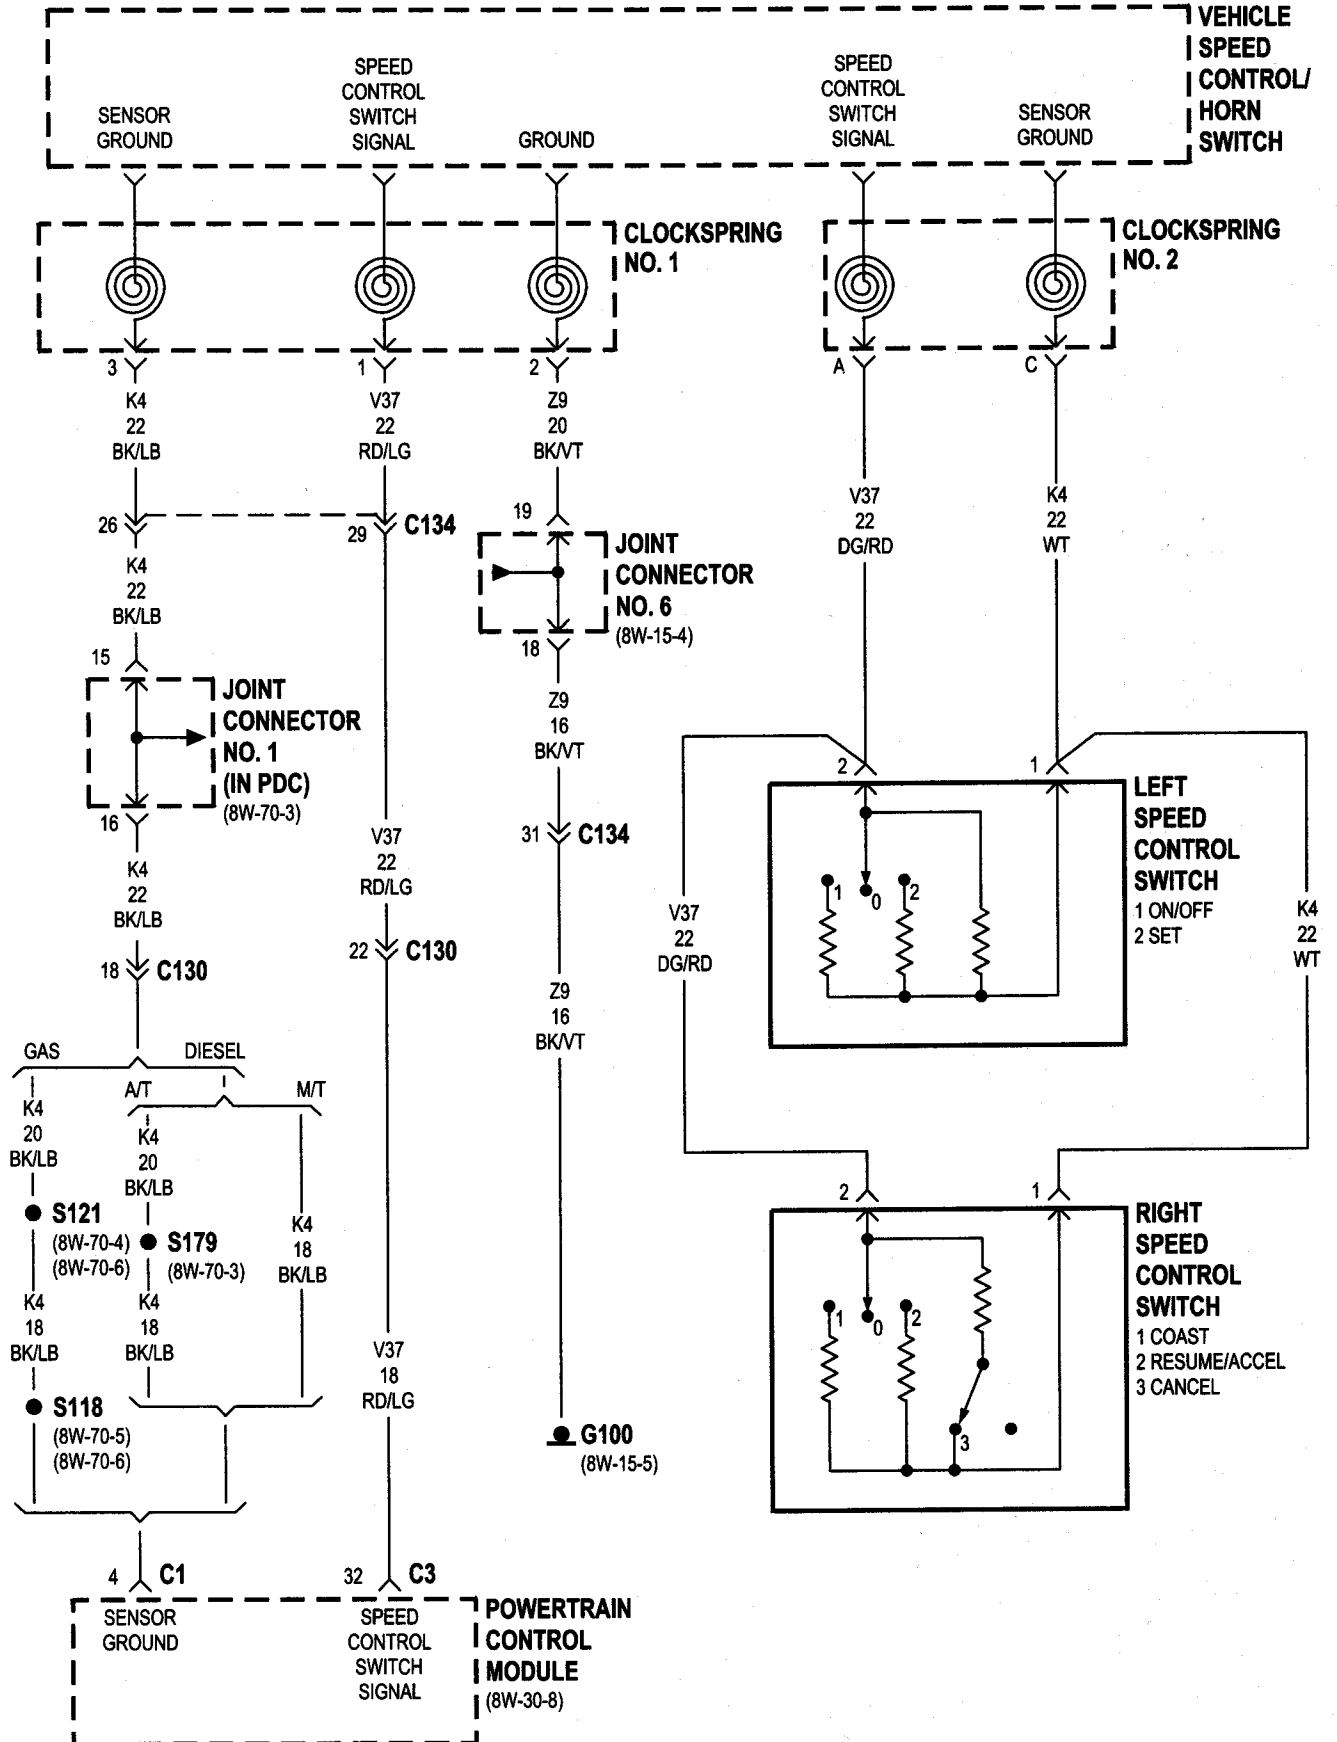 VEHICLE
SPEED
CONTROL/
HORN
SWITCH
SENSOR
GROUND
SPEED
CONTROL
SWITCH
SIGNAL
GROUND
SPEED
CONTROL
SWITCH
SIGNAL
SENSOR
GROUND
CLOCKSPRING
NO. 1
CLOCKSPRING
NO. 2
3
1
2
A
C
K4
22
BK/LB
V37
22
RD/LG
Z9
20
BK/VT
V37
22
DG/RD
K4
22
WT
26
29
C134
19
JOINT
CONNECTOR
NO. 6
(8W-15-4)
18
K4
22
BK/LB
15
JOINT
CONNECTOR
NO. 1
(IN PDC)
(8W-70-3)
16
Z9
16
BK/VT
31
C134
V37
22
RD/LG
K4
22
BK/LB
18
C130
22
C130
Z9
16
BK/VT
2
1
LEFT
SPEED
CONTROL
SWITCH
1 ON/OFF
2 SET
1
0
2
V37
22
DG/RD
K4
22
WT
GAS
DIESEL
A/T
M/T
K4
20
BK/LB
K4
20
BK/LB
S121
(8W-70-4)
(8W-70-6)
S179
(8W-70-3)
K4
18
BK/LB
K4
18
BK/LB
K4
18
BK/LB
S118
(8W-70-5)
(8W-70-6)
V37
18
RD/LG
G100
(8W-15-5)
2
1
RIGHT
SPEED
CONTROL
SWITCH
1 COAST
2 RESUME/ACCEL
3 CANCEL
1
0
2
3
4
C1
32
C3
SENSOR
GROUND
SPEED
CONTROL
SWITCH
SIGNAL
POWERTRAIN
CONTROL
MODULE
(8W-30-8)